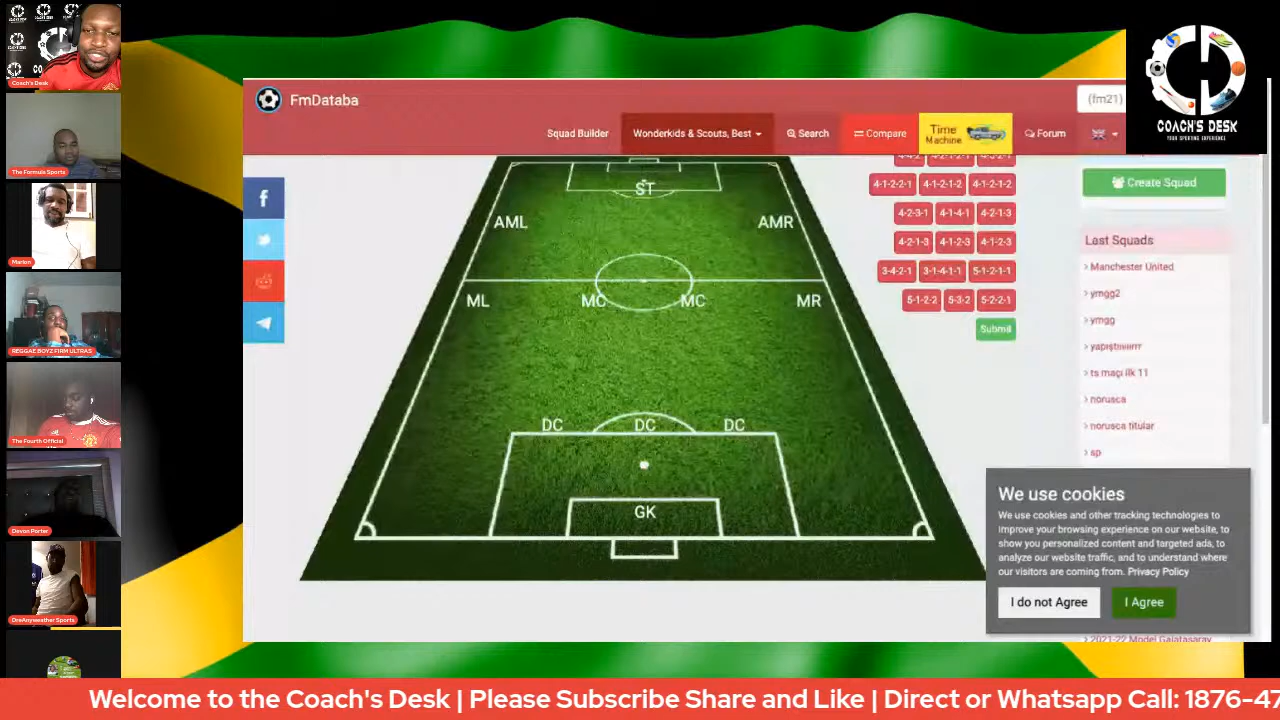 Coach's Desk
The Formula Sports
Marlon
REGGAE BOYZ FIRM ULTRAS
The Fourth Official
Devon Porter
DreAnyweather Sports
FmDataba
(fm21)
Squad Builder
Wonderkids & Scouts, Best
Search
Compare
Time Machine
Forum
COACH'S DESK
YOUR SPORTING EXPERIENCE
ST
AML
AMR
ML
MC
MC
MR
DC
DC
DC
GK
4-1-2-2-1 4-1-2-1-2 4-1-2-1-2
4-2-3-1 4-1-4-1 4-2-1-3
4-2-1-3 4-1-2-3 4-1-2-3
3-4-2-1 3-1-4-1-1 5-1-2-1-1
5-1-2-2 5-3-2 5-2-2-1
Submit
Create Squad
Last Squads
Manchester United
ymgg2
ymgg
ts maçı ilk 11
norusca
norusca titular
sp
We use cookies
We use cookies and other tracking technologies to
improve your browsing experience on our website, to
show you personalized content and targeted ads, to
analyze our website traffic, and to understand where
our visitors are coming from. Privacy Policy
I do not Agree
I Agree
2021-22 Model Galatasaray
Welcome to the Coach's Desk | Please Subscribe Share and Like | Direct or Whatsapp Call: 1876-47